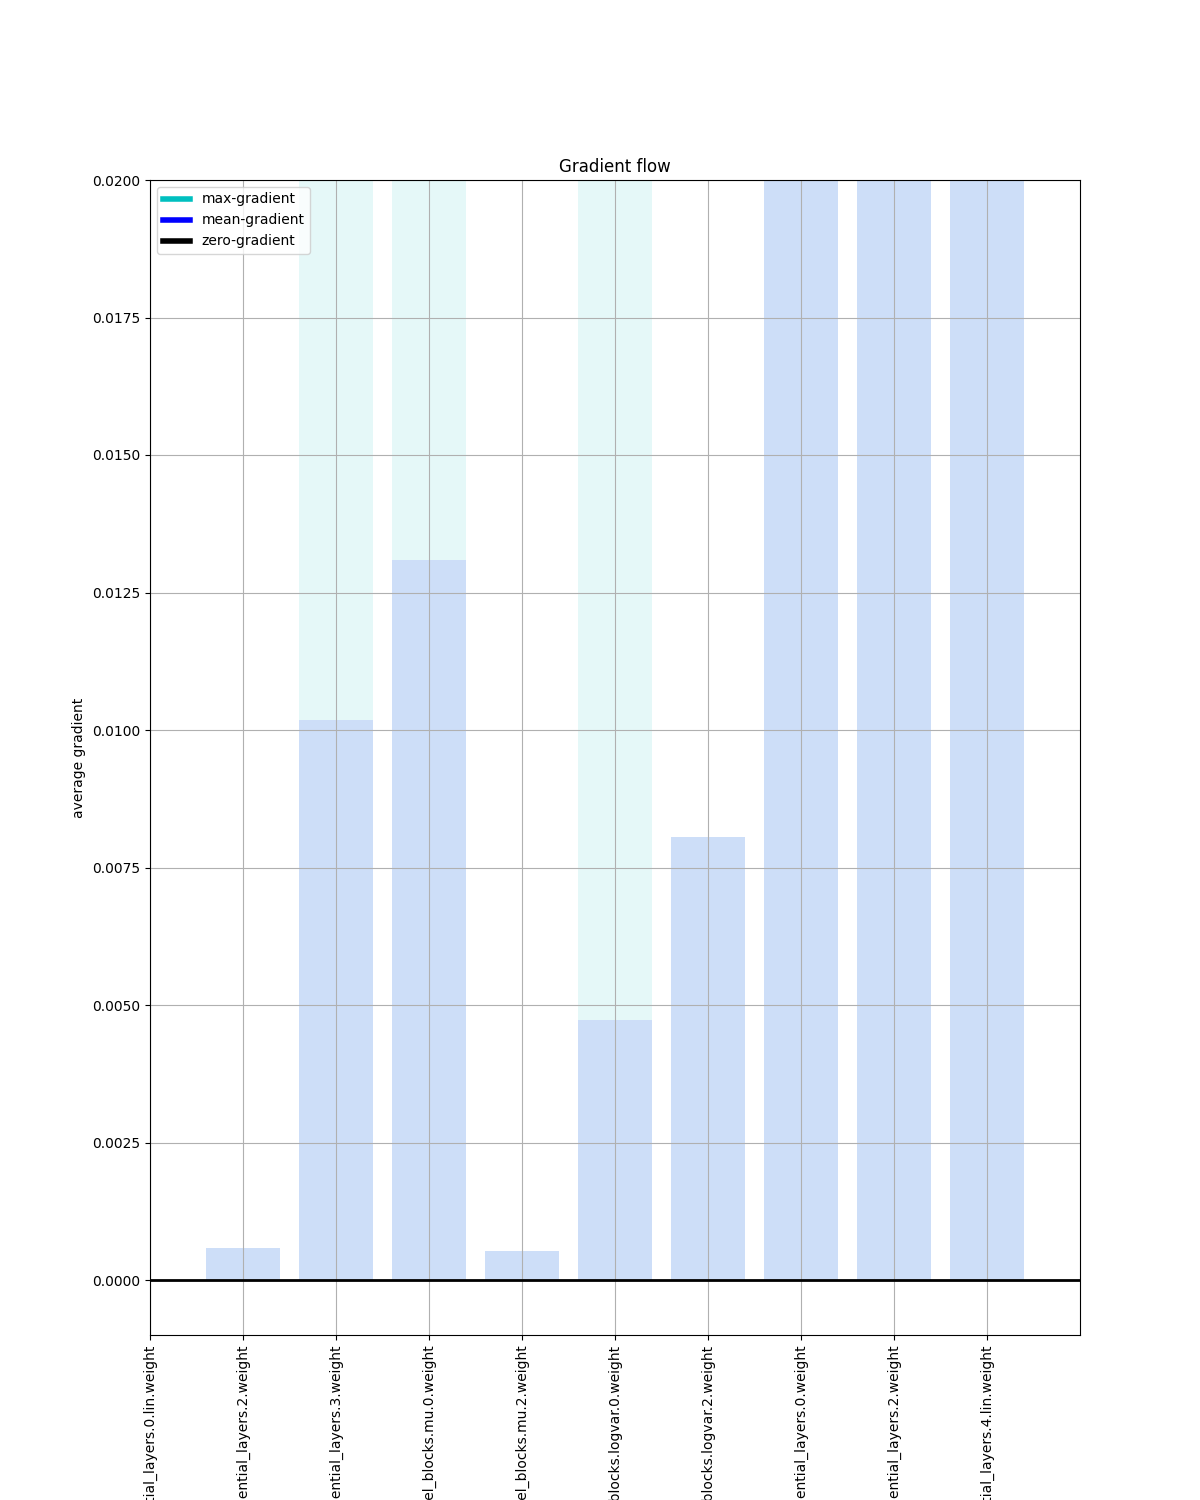 Gradient flow
max-gradient
mean-gradient
zero-gradient
0.0200
0.0175
0.0150
0.0125
0.0100
0.0075
0.0050
0.0025
0.0000
average gradient
tial_layers.0.lin.weight
ential_layers.2.weight
ential_layers.3.weight
el_blocks.mu.0.weight
el_blocks.mu.2.weight
blocks.logvar.0.weight
blocks.logvar.2.weight
ential_layers.0.weight
ential_layers.2.weight
tial_layers.4.lin.weight